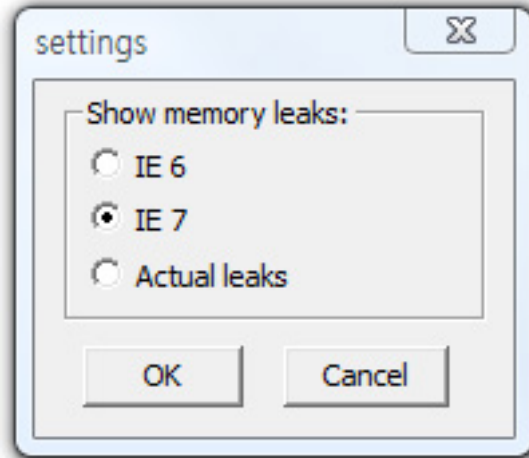 settings
Show memory leaks:
IE 6
IE 7
Actual leaks
OK
Cancel